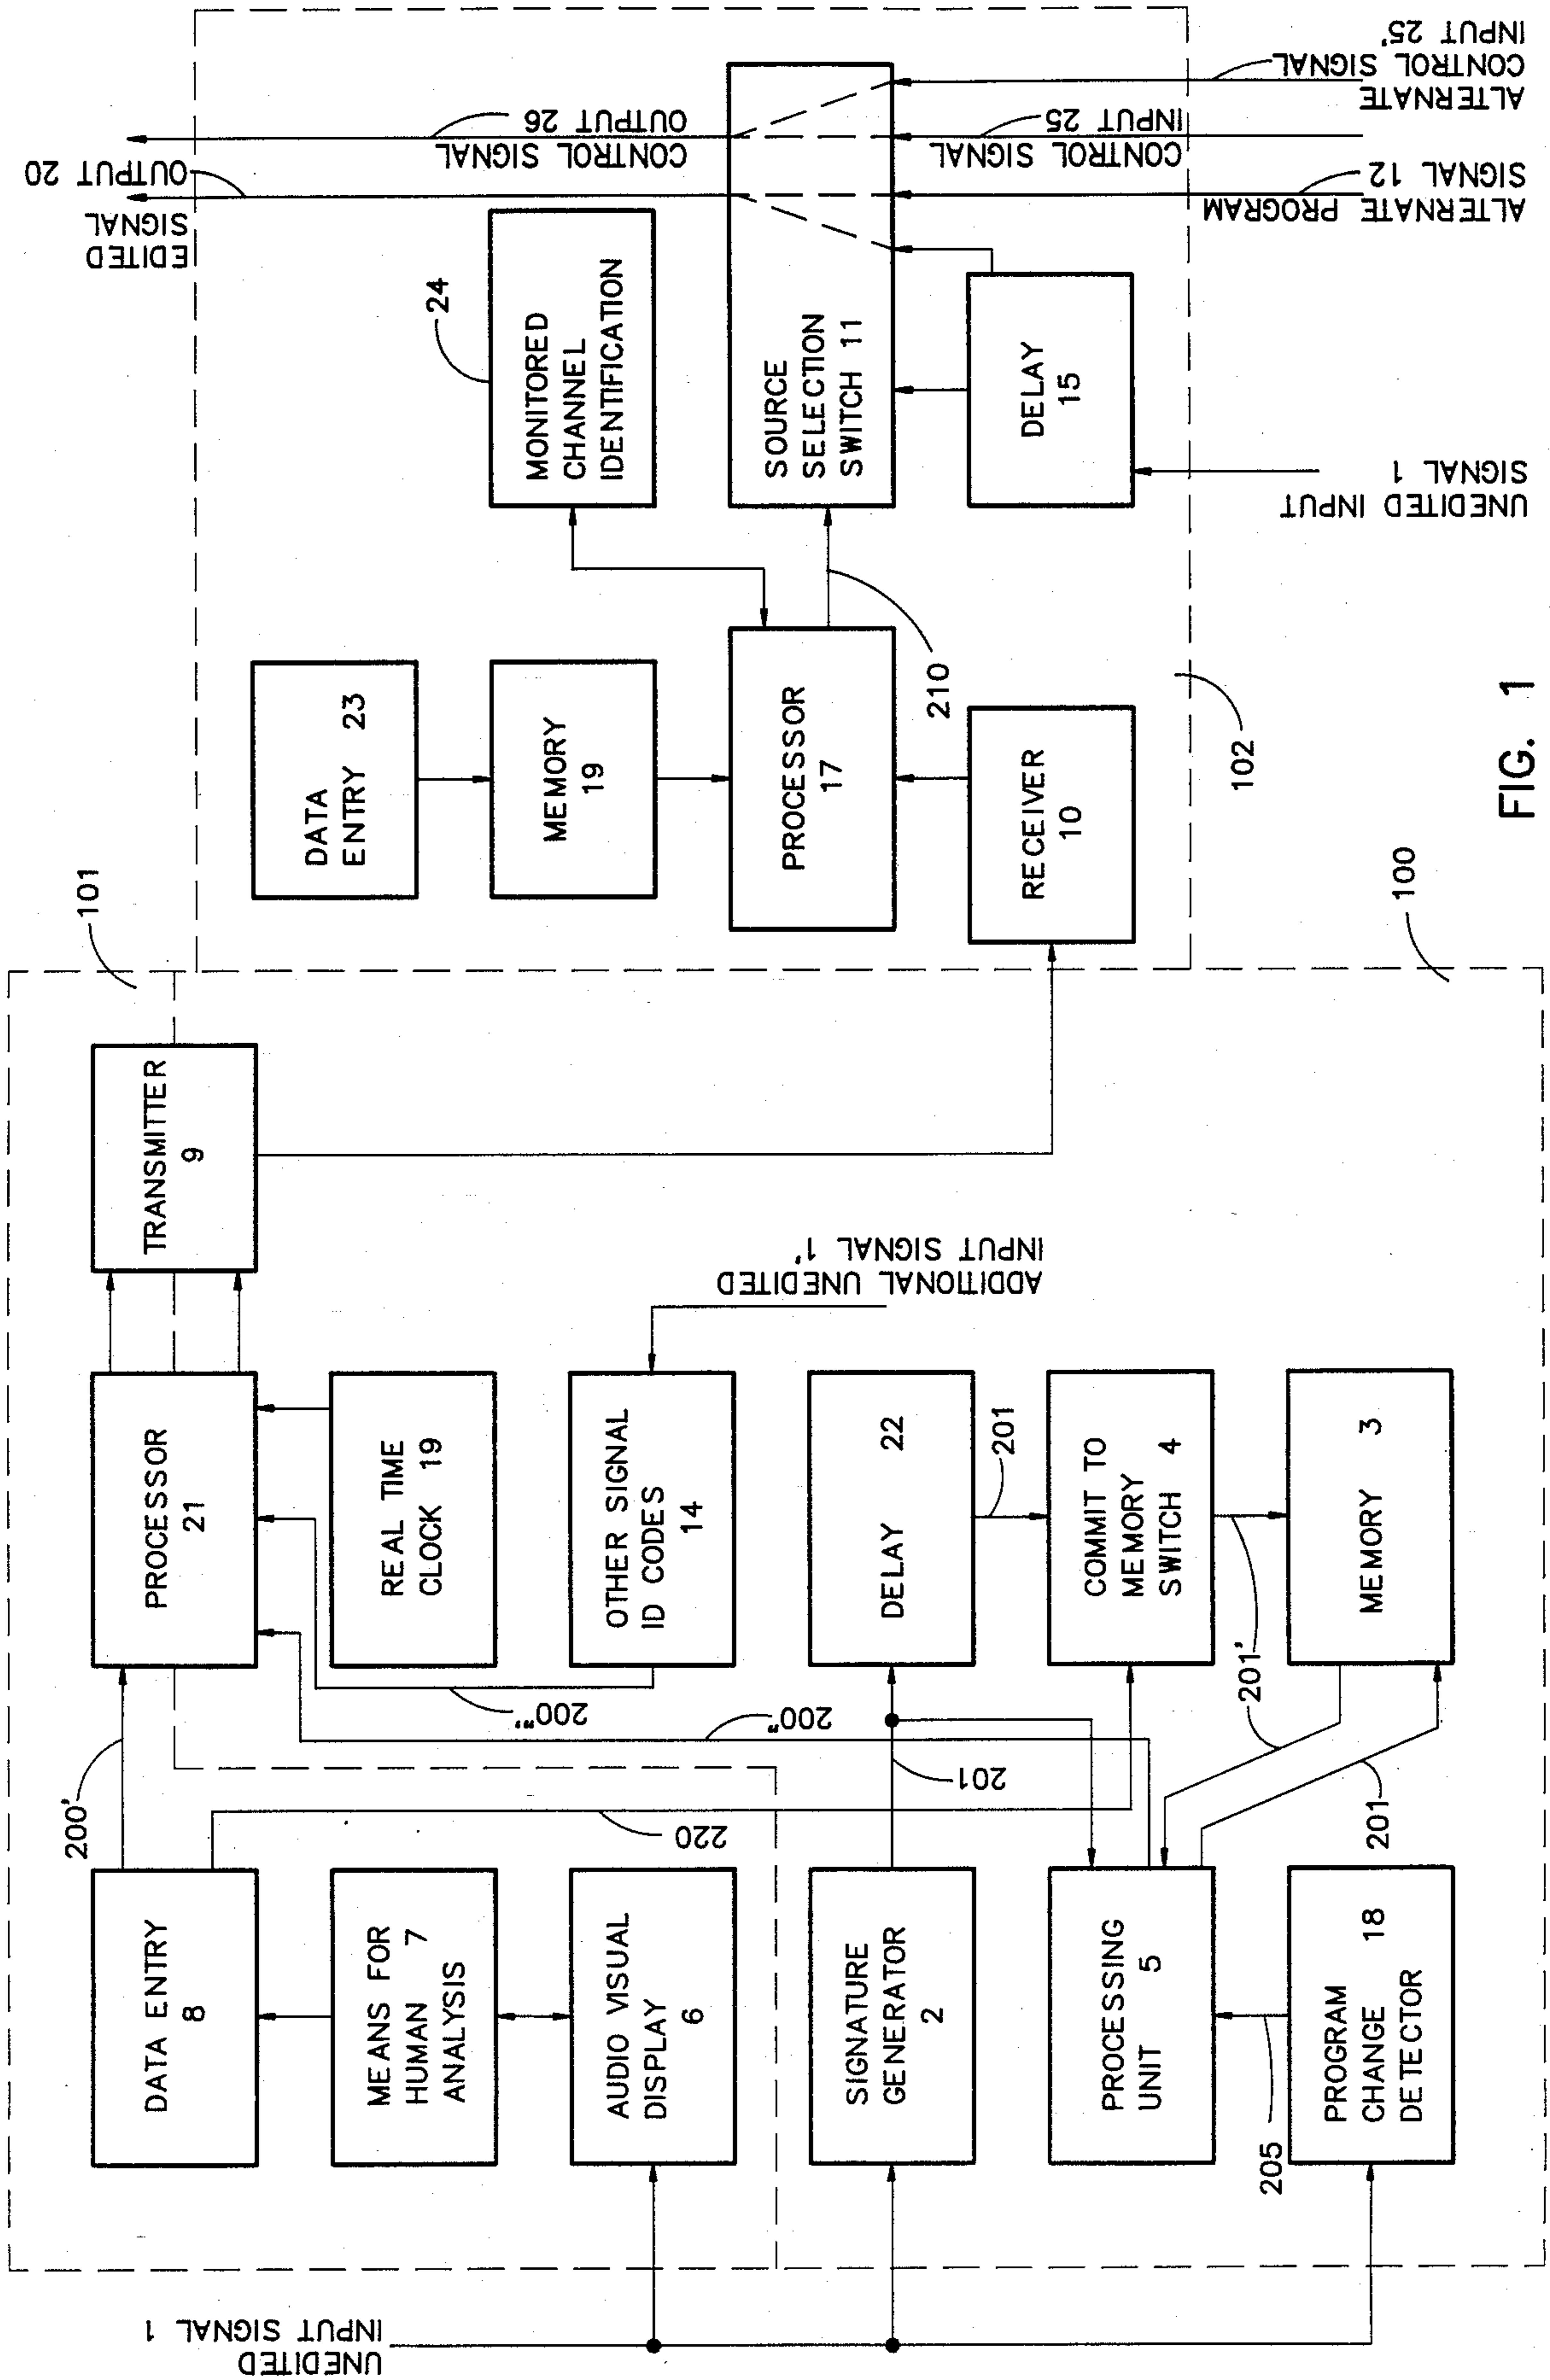 UNEDITED
INPUT SIGNAL 1
DATA ENTRY
8
MEANS FOR
HUMAN 7
ANALYSIS
AUDIO VISUAL
DISPLAY 6
SIGNATURE
GENERATOR
2
PROCESSING
UNIT 5
PROGRAM
CHANGE 18
DETECTOR
205
200'
220
200"
200"'
201
201'
201
PROCESSOR
21
REAL TIME
CLOCK 19
OTHER SIGNAL
ID CODES
14
DELAY 22
201
COMMIT TO
MEMORY
SWITCH 4
201'
MEMORY 3
ADDITIONAL UNEDITED
INPUT SIGNAL 1'
TRANSMITTER
9
101
100
DATA
ENTRY 23
MEMORY
19
PROCESSOR
17
RECEIVER
10
210
102
24
MONITORED
CHANNEL
IDENTIFICATION
SOURCE
SELECTION
SWITCH 11
DELAY
15
UNEDITED INPUT
SIGNAL 1
EDITED
SIGNAL
OUTPUT 20
CONTROL SIGNAL
OUTPUT 26
CONTROL SIGNAL
INPUT 25
ALTERNATE PROGRAM
SIGNAL 12
ALTERNATE
CONTROL SIGNAL
INPUT 25'
FIG. 1